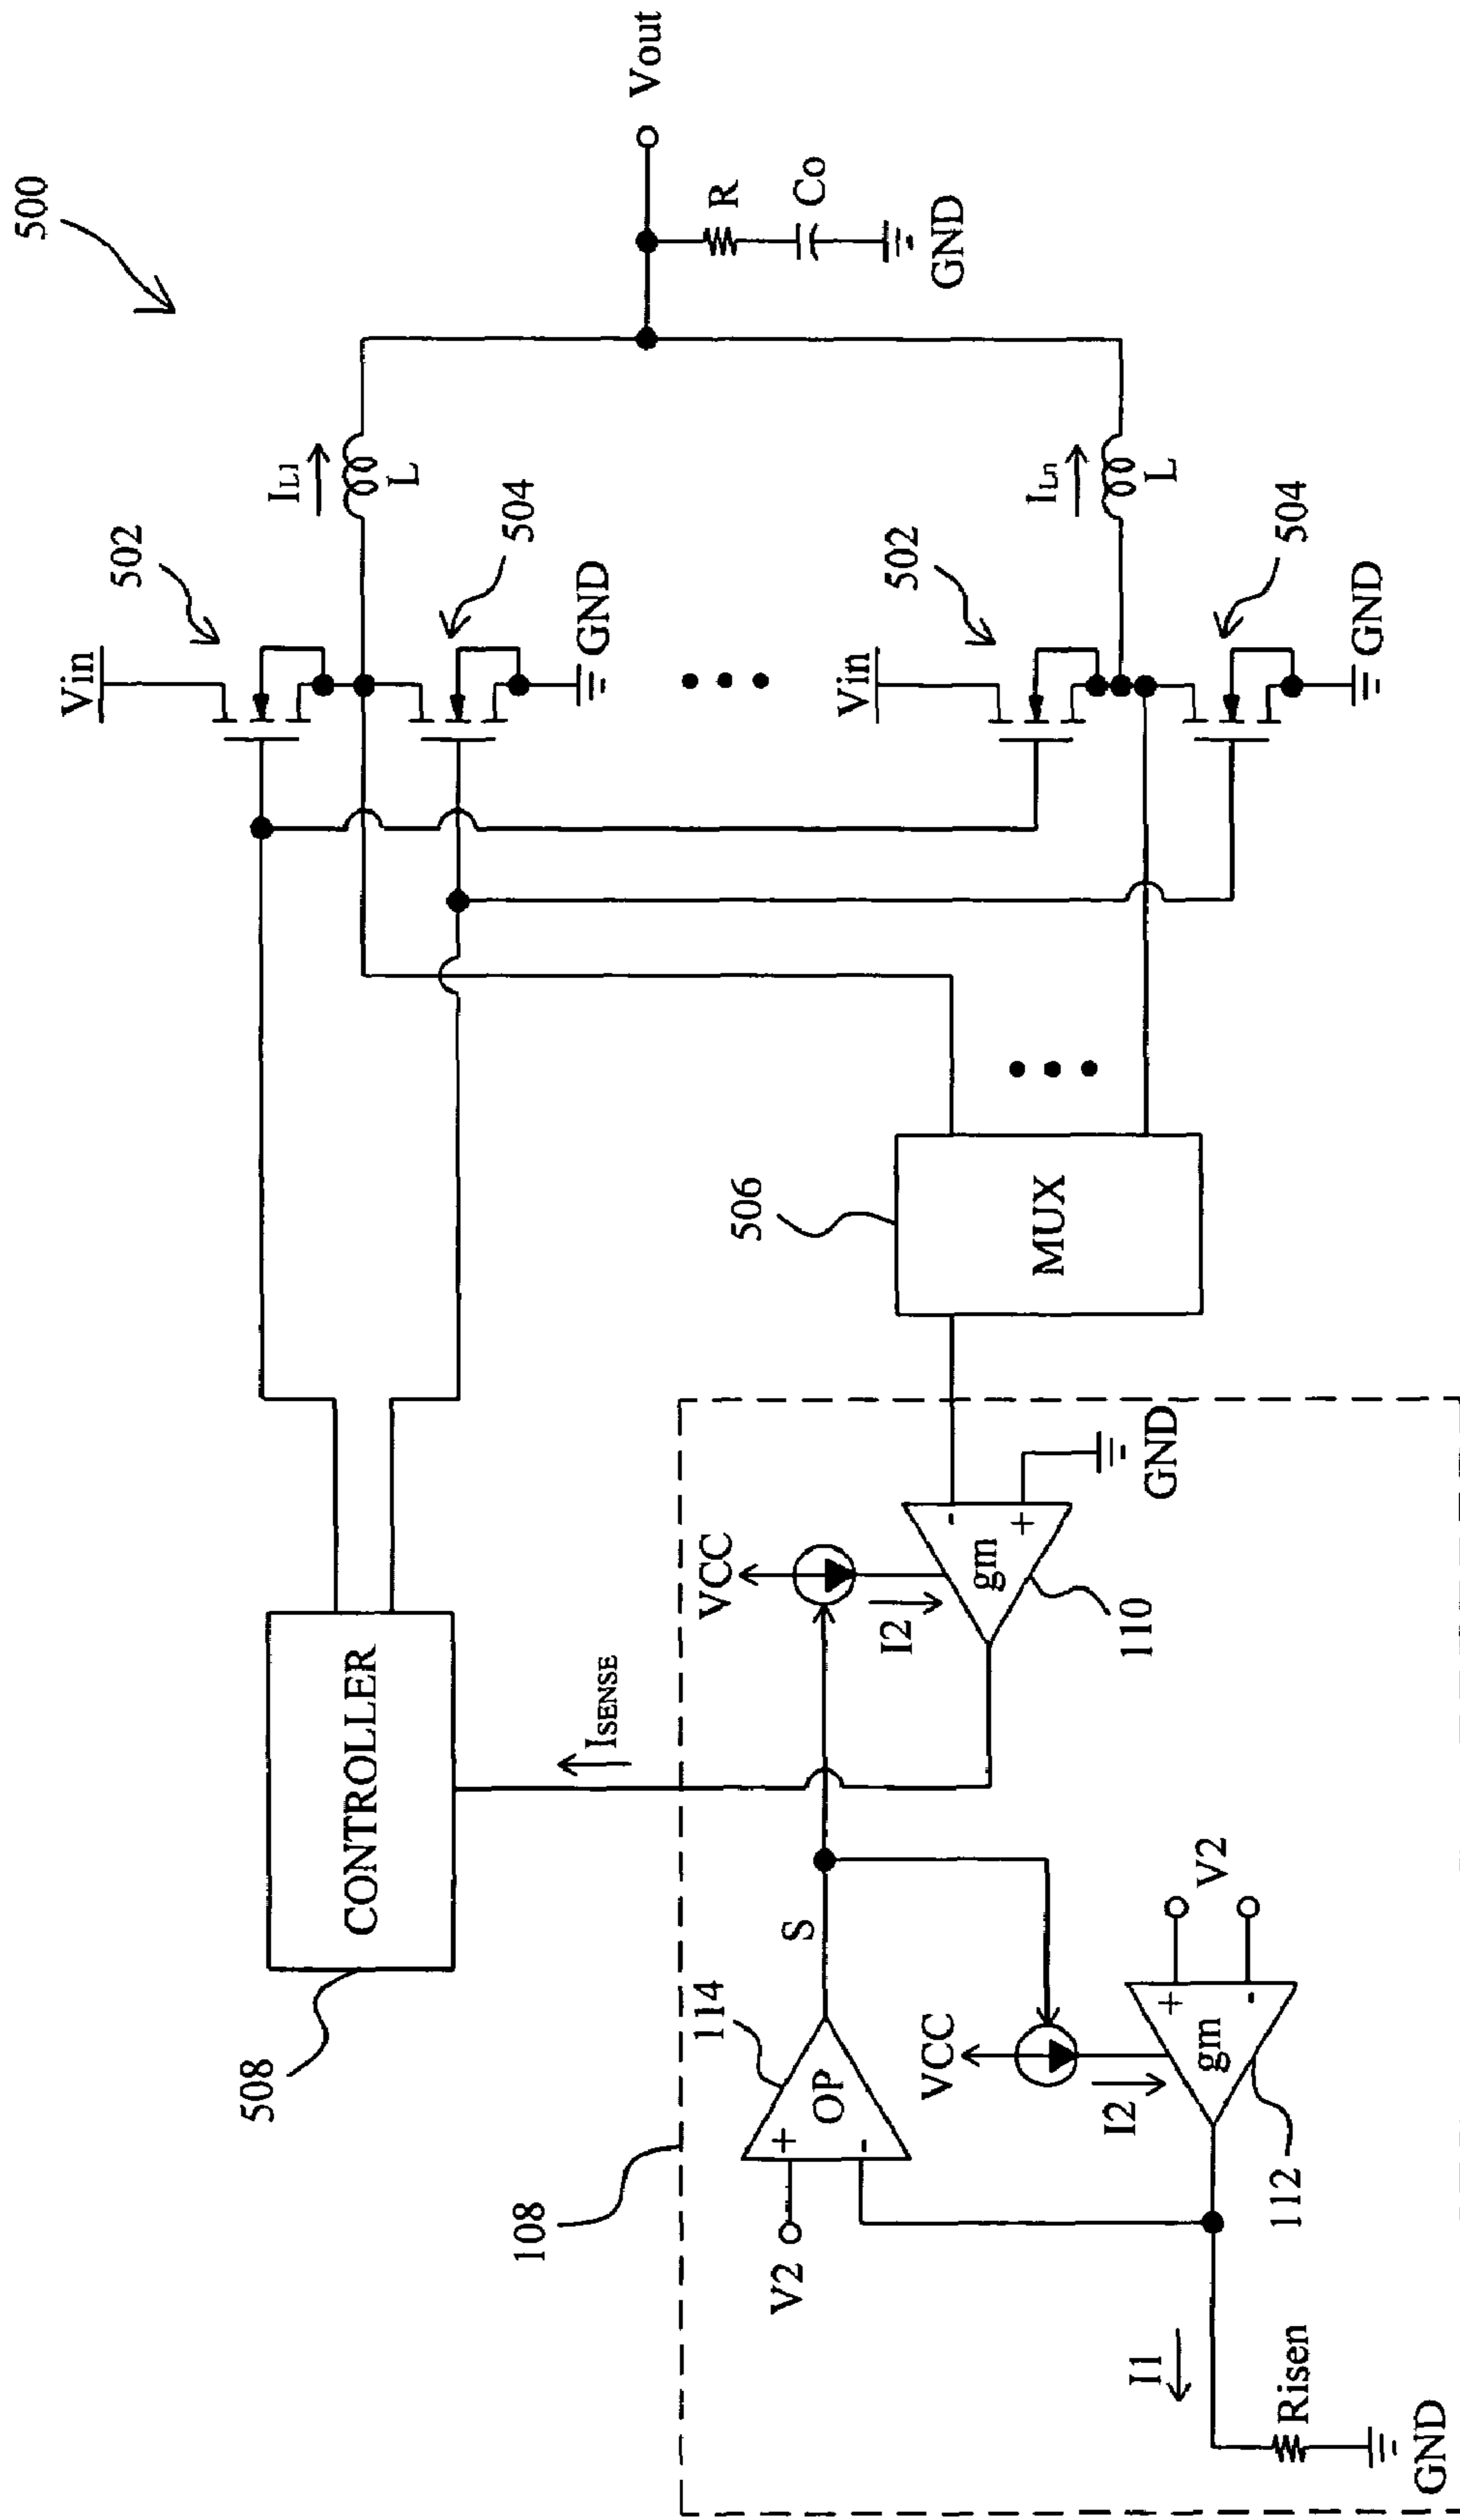 500
Vin
502
IL1
L
504
GND
Vout
R
Co
GND
Vin
502
ILn
L
504
GND
CONTROLLER
508
ISENSE
506
MUX
VCC
I2
gm
-
+
GND
110
108
114
S
OP
+
-
V2
VCC
I2
gm
+
-
V2
112
I1
Risen
GND